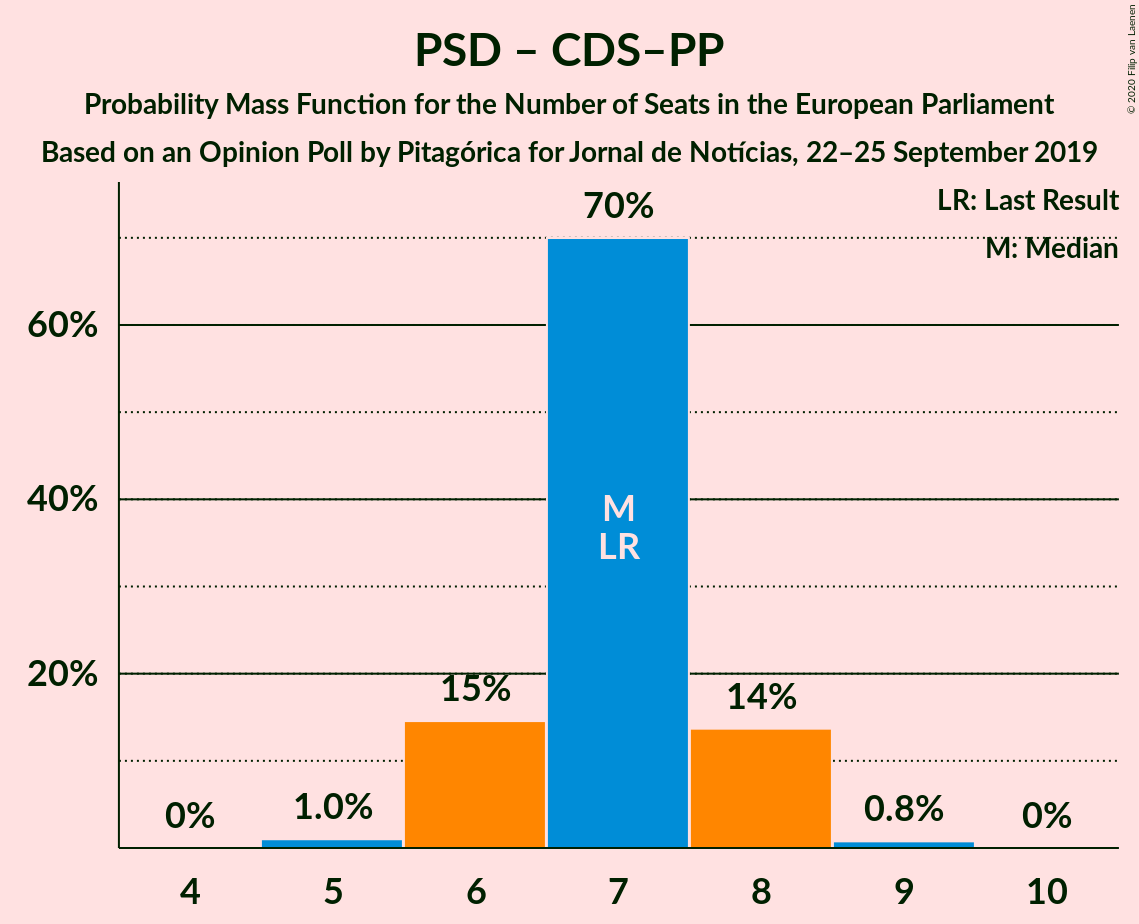 PSD – CDS–PP
Probability Mass Function for the Number of Seats in the European Parliament
Based on an Opinion Poll by Pitagórica for Jornal de Notícias, 22–25 September 2019
© 2020 Filip van Laenen
LR: Last Result
M: Median
60%
40%
20%
0%
1.0%
15%
70%
14%
0.8%
0%
M
LR
4 5 6 7 8 9 10